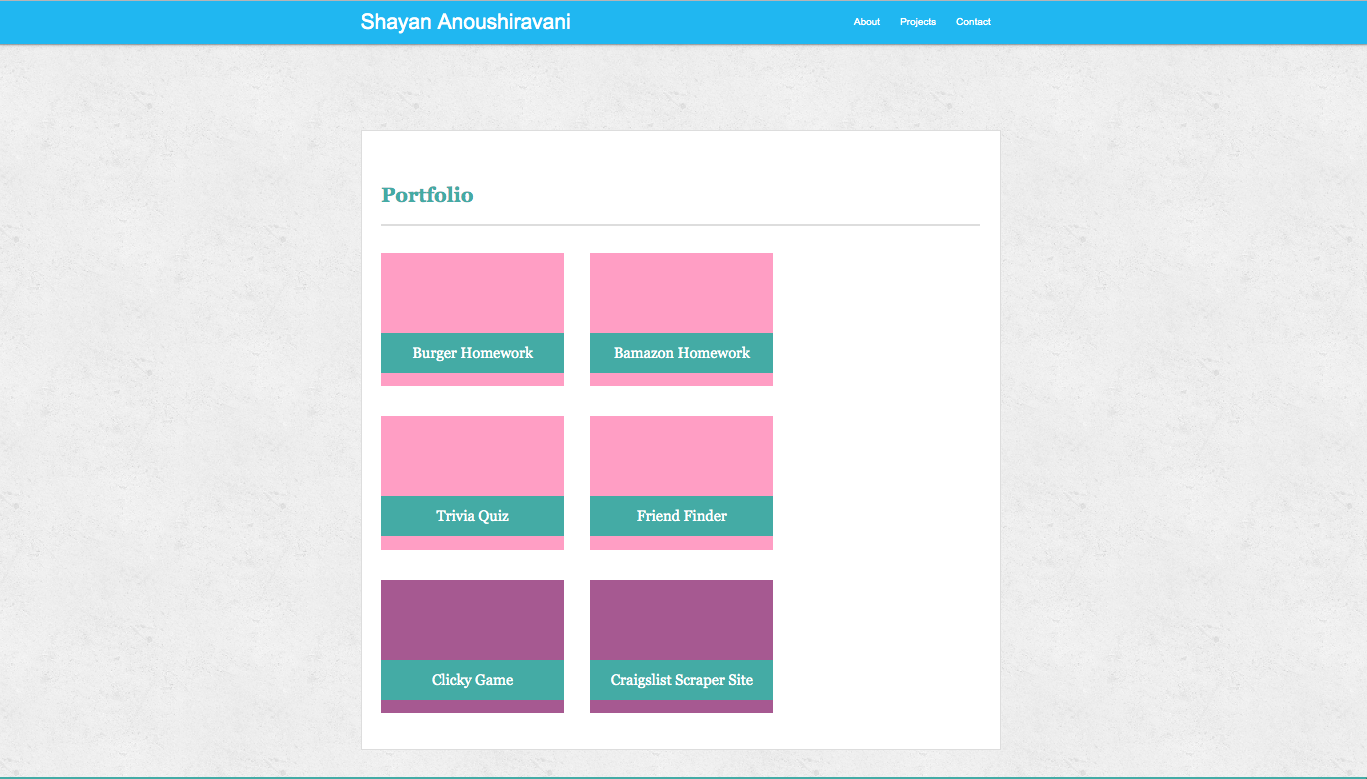 Shayan Anoushiravani
About Projects Contact
Portfolio
Burger Homework
Bamazon Homework
Trivia Quiz
Friend Finder
Clicky Game
Craigslist Scraper Site